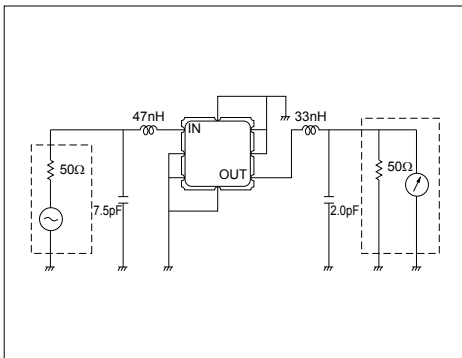 47nH
33nH
IN
50Ω
OUT
50Ω
7.5pF
2.0pF